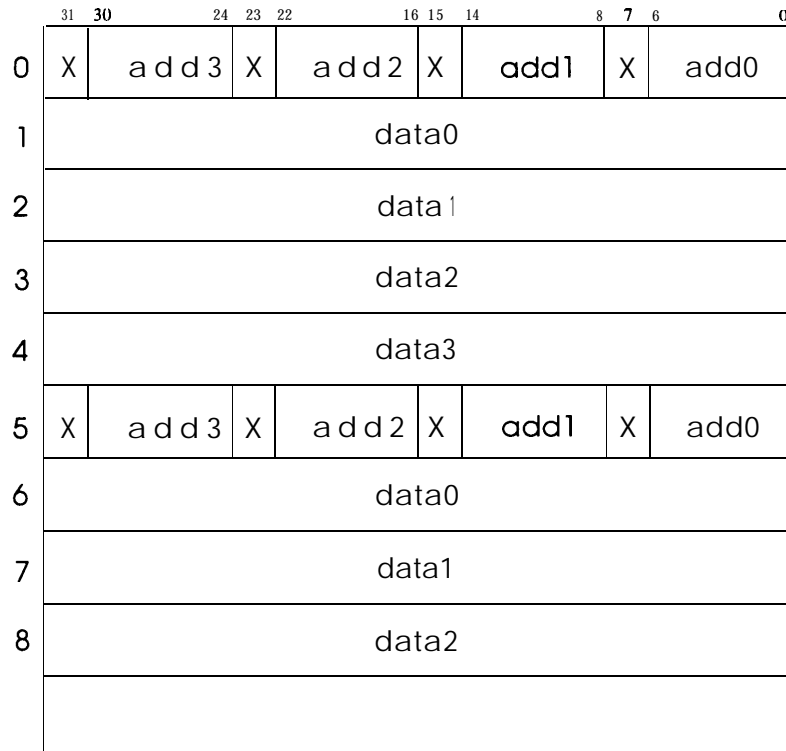 31 30 24 23 22 16 15 14 8 7 6 0
0 X add3 X add2 X add1 X add0
1 data0
2 data1
3 data2
4 data3
5 X add3 X add2 X add1 X add0
6 data0
7 data1
8 data2